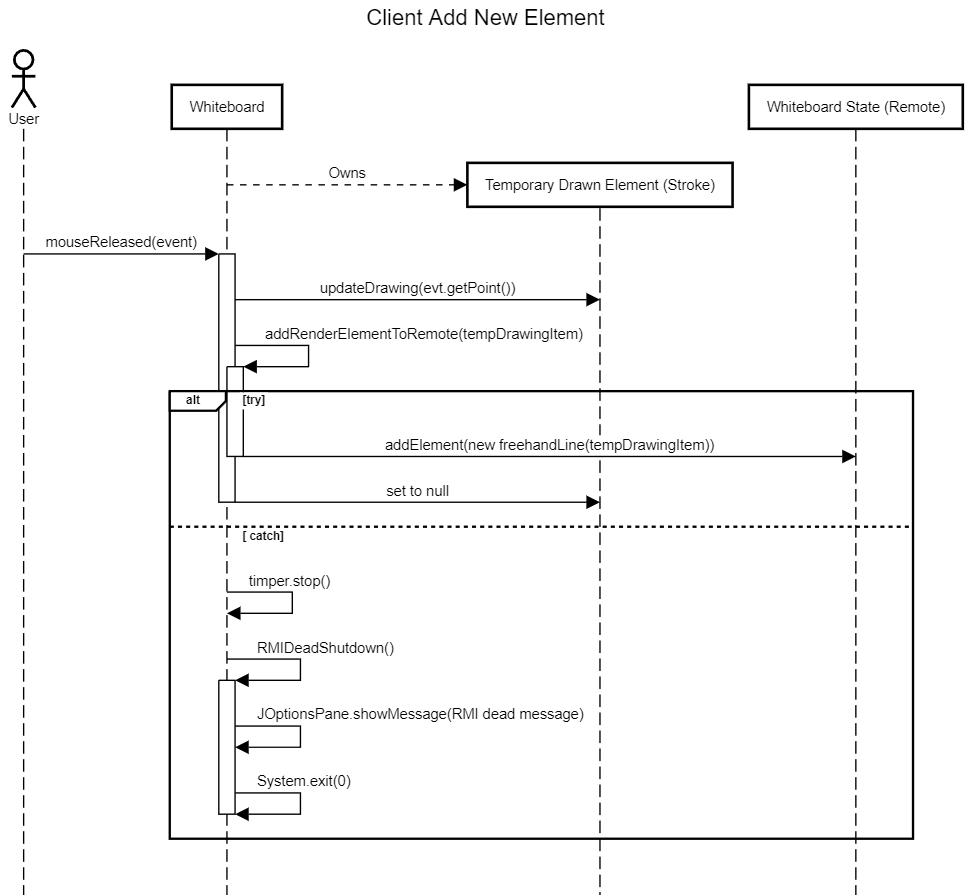 Client Add New Element
User
Whiteboard
Whiteboard State (Remote)
Owns
Temporary Drawn Element (Stroke)
mouseReleased(event)
updateDrawing(evt.getPoint())
addRenderElementToRemote(tempDrawingItem)
alt
[try]
addElement(new freehandLine(tempDrawingItem))
set to null
[ catch]
timper.stop()
RMIDeadShutdown()
JOptionsPane.showMessage(RMI dead message)
System.exit(0)